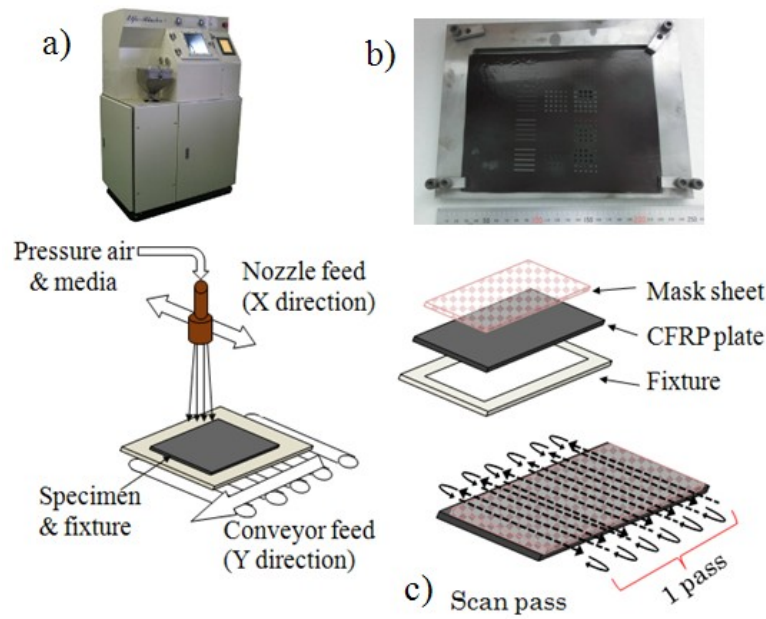 a)
b)
Pressure air
& media
Nozzle feed
(X direction)
Specimen
& fixture
Conveyor feed
(Y direction)
Mask sheet
CFRP plate
Fixture
1 pass
c)
Scan pass